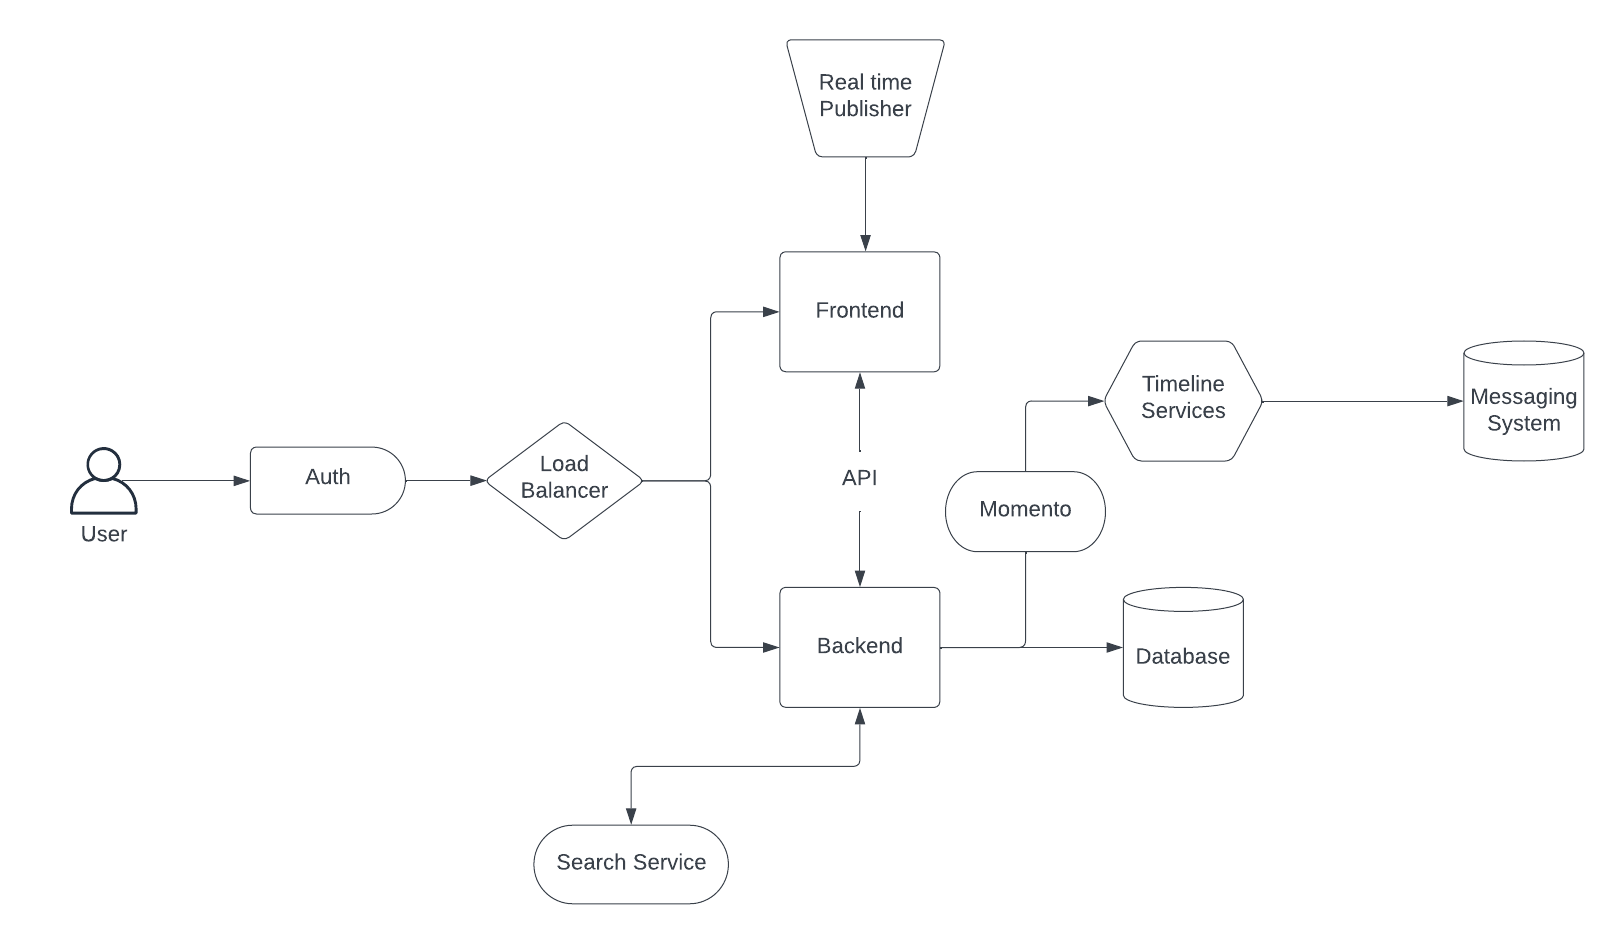 Real time
Publisher
Frontend
Timeline
Services
Messaging
System
Load
Balancer
Auth
API
Momento
User
Backend
Database
Search Service